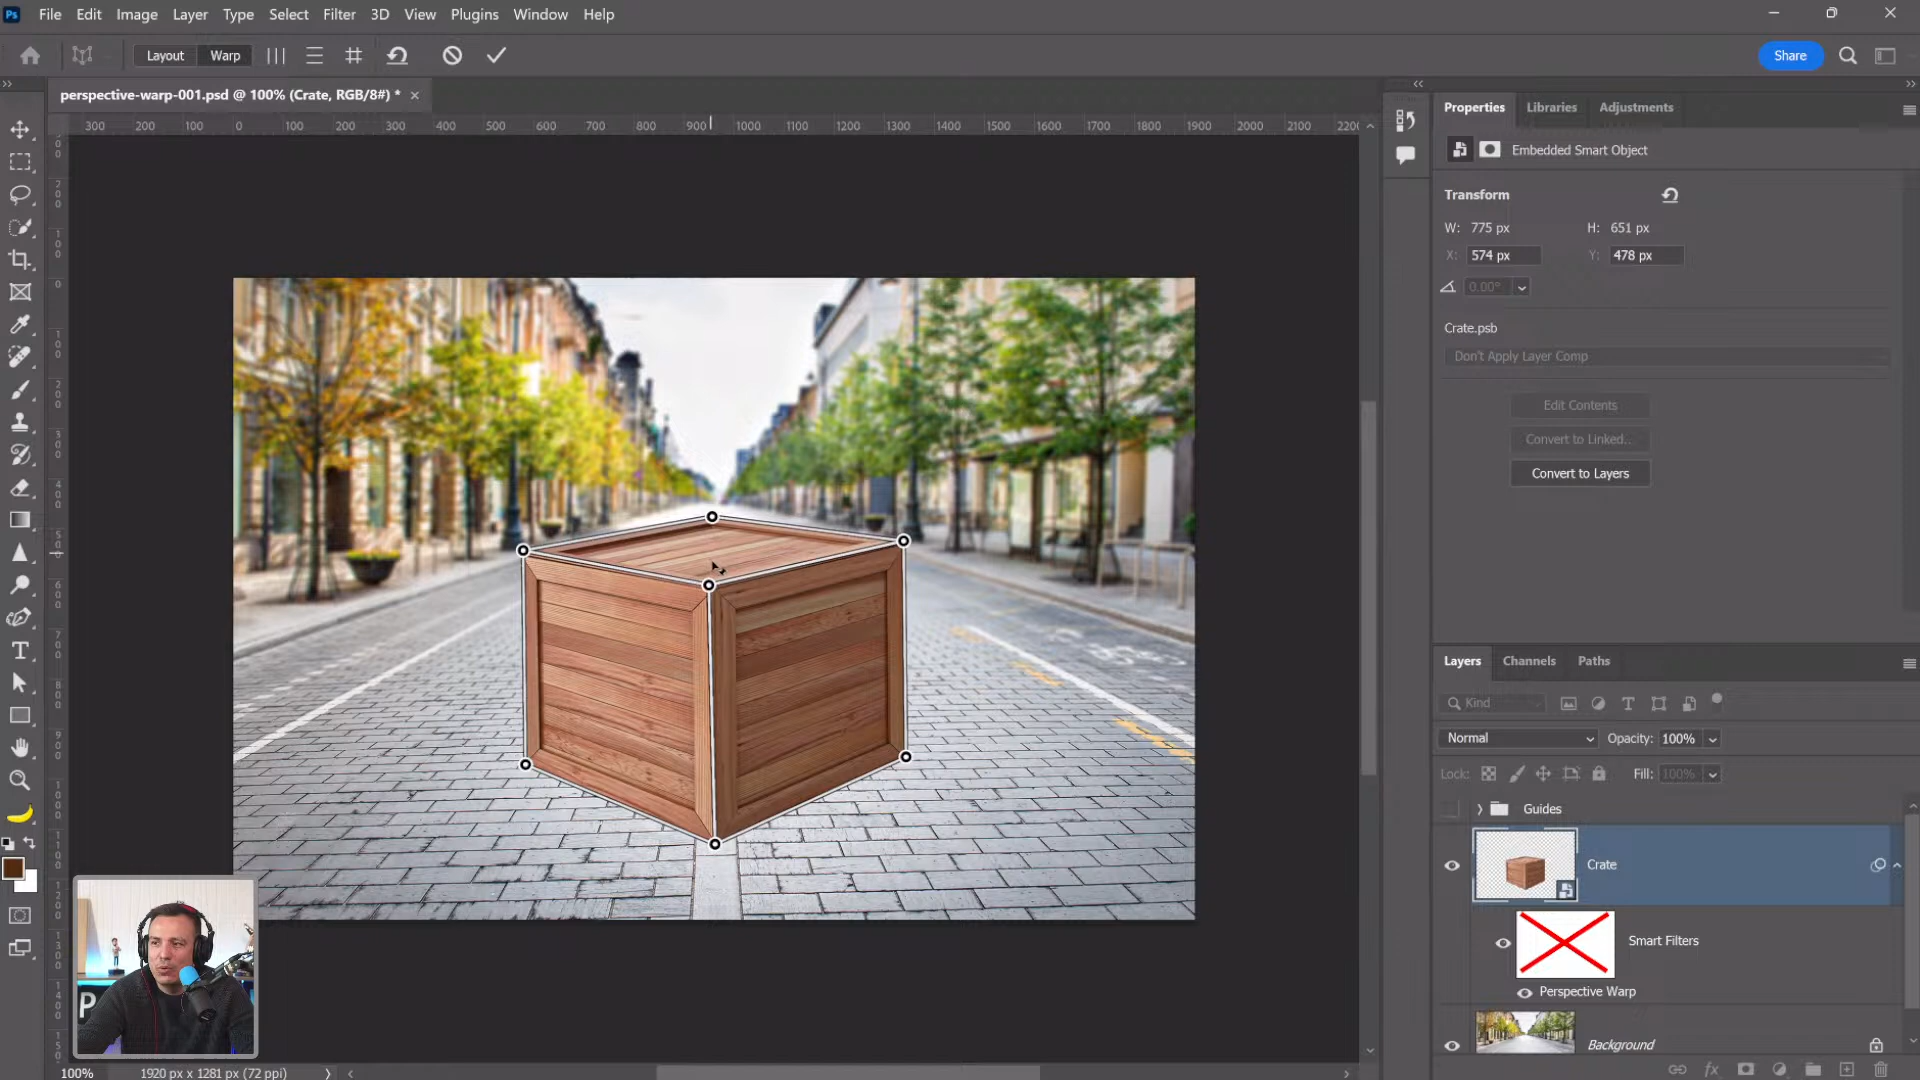 Ps File Edit Image Layer Type Select Filter 3D View Plugins Window Help
Layout Warp Share
perspective-warp-001.psd @ 100% (Crate, RGB/8#) * ×
300 200 100 0 100 200 300 400 500 600 700 800 900 1000 1100 1200 1300 1400 1500 1600 1700 1800 1900 2000 2100 2200
Properties Libraries Adjustments
Embedded Smart Object
Transform
W: 775 px H: 651 px
X: 574 px Y: 478 px
0.00°
Crate.psb
Don't Apply Layer Comp
Edit Contents
Convert to Linked...
Convert to Layers
Layers Channels Paths
Kind
Normal Opacity: 100%
Lock: Fill: 100%
Guides
Crate
Smart Filters
Perspective Warp
Background
100% 1920 px x 1281 px (72 ppi)